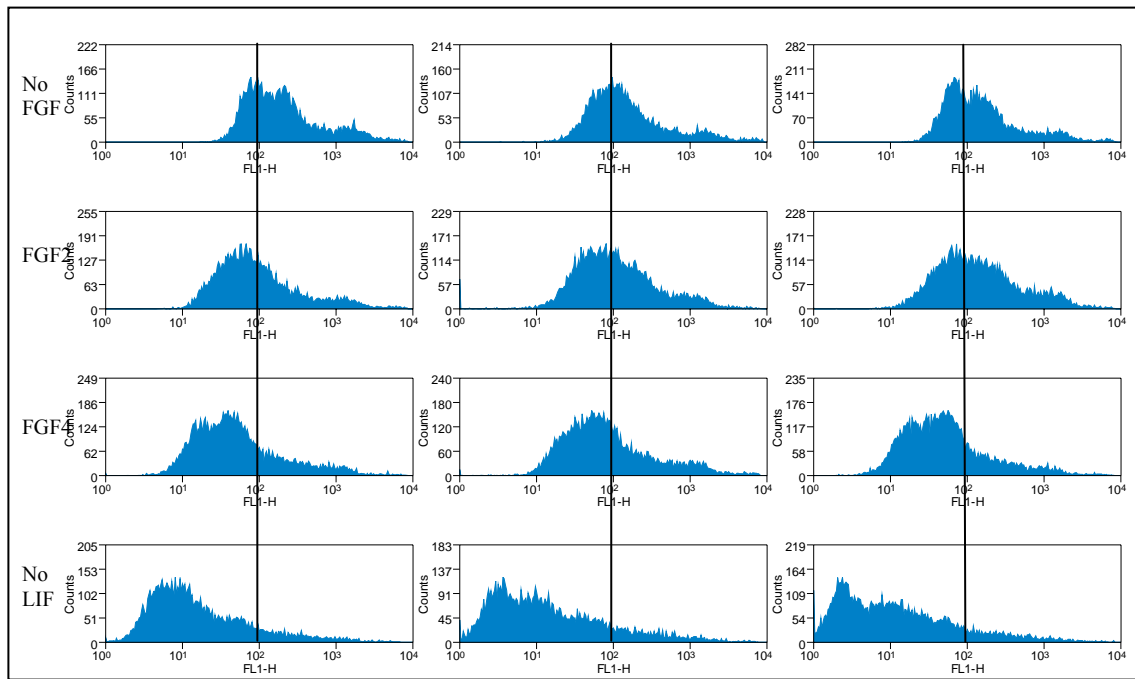 No
FGF
222
166
111
55
0
Counts
10⁰ 10¹ 10² 10³ 10⁴
FL1-H
214
160
107
53
0
Counts
10⁰ 10¹ 10² 10³ 10⁴
FL1-H
282
211
141
70
0
Counts
10⁰ 10¹ 10² 10³ 10⁴
FL1-H
FGF2
255
191
127
63
0
Counts
10⁰ 10¹ 10² 10³ 10⁴
FL1-H
229
171
114
57
0
Counts
10⁰ 10¹ 10² 10³ 10⁴
FL1-H
228
171
114
57
0
Counts
10⁰ 10¹ 10² 10³ 10⁴
FL1-H
FGF4
249
186
124
62
0
Counts
10⁰ 10¹ 10² 10³ 10⁴
FL1-H
240
180
120
60
0
Counts
10⁰ 10¹ 10² 10³ 10⁴
FL1-H
235
176
117
58
0
Counts
10⁰ 10¹ 10² 10³ 10⁴
FL1-H
No
LIF
205
153
102
51
0
Counts
10⁰ 10¹ 10² 10³ 10⁴
FL1-H
183
137
91
45
0
Counts
10⁰ 10¹ 10² 10³ 10⁴
FL1-H
219
164
109
54
0
Counts
10⁰ 10¹ 10² 10³ 10⁴
FL1-H